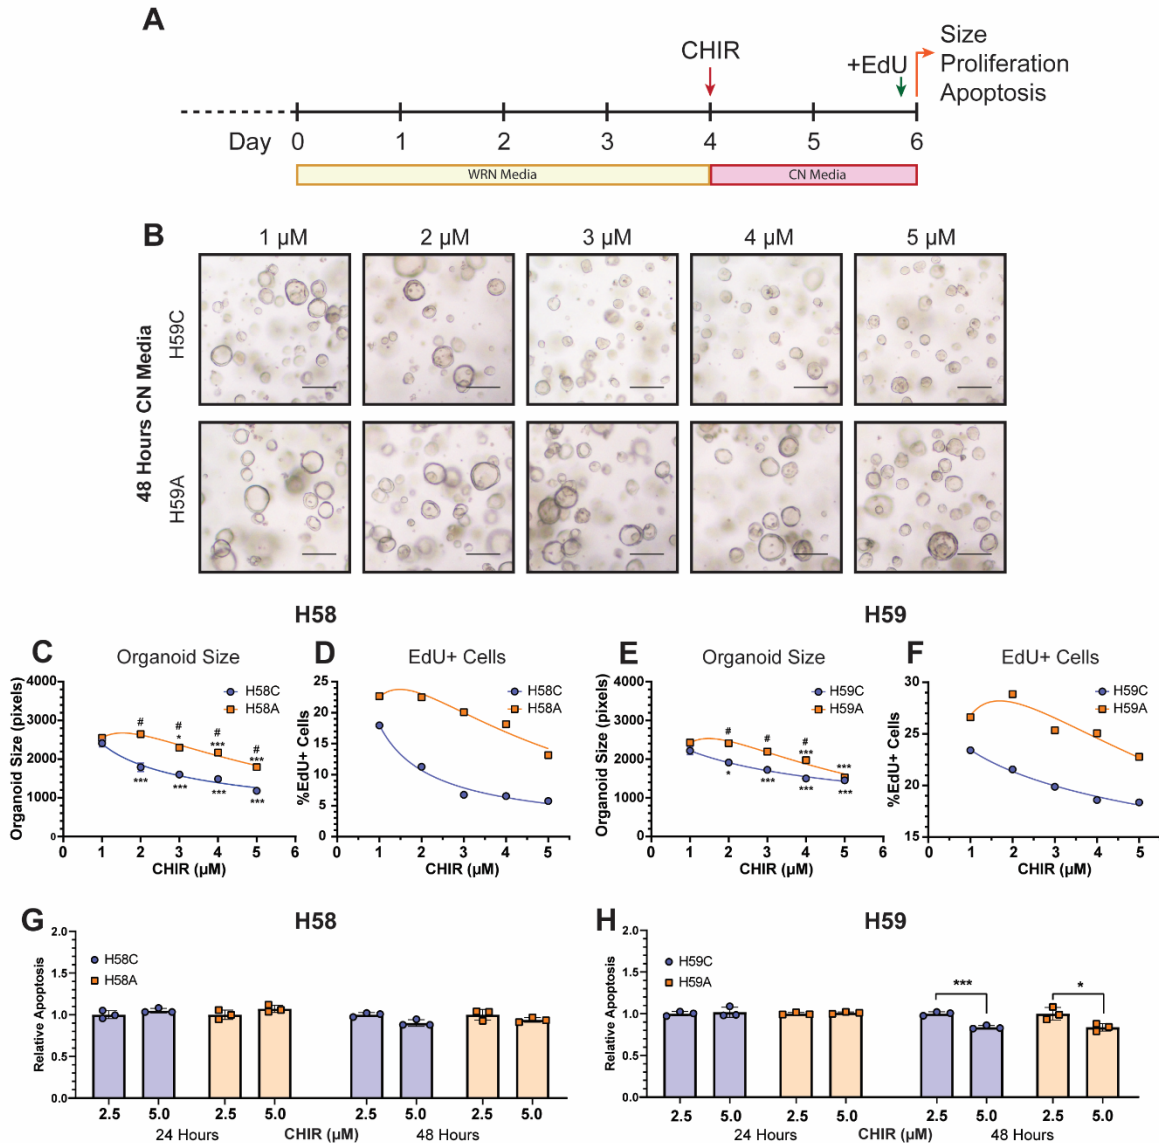 A
CHIR
+EdU
Size
Proliferation
Apoptosis
Day 0 1 2 3 4 5 6
WRN Media CN Media
B
1 µM 2 µM 3 µM 4 µM 5 µM
48 Hours CN Media
H59C
H59A
H58 H59
C
Organoid Size
Organoid Size (pixels)
4000
3000
2000
1000
0
H58C
H58A
# # # #
* *** ***
*** *** *** ***
0 1 2 3 4 5 6
CHIR (µM)
D
EdU+ Cells
%EdU+ Cells
25
20
15
10
5
0
H58C
H58A
0 1 2 3 4 5
CHIR (µM)
E
Organoid Size
Organoid Size (pixels)
4000
3000
2000
1000
0
H59C
H59A
# # #
*** ***
* *** *** ***
0 1 2 3 4 5 6
CHIR (µM)
F
EdU+ Cells
%EdU+ Cells
30
25
20
15
H59C
H59A
0 1 2 3 4 5
CHIR (µM)
G
H58
Relative Apoptosis
2.0
1.5
1.0
0.5
0.0
H58C
H58A
2.5 5.0 2.5 5.0 2.5 5.0 2.5 5.0
24 Hours CHIR (µM) 48 Hours
H
H59
Relative Apoptosis
2.0
1.5
1.0
0.5
0.0
H59C
H59A
*** *
2.5 5.0 2.5 5.0 2.5 5.0 2.5 5.0
24 Hours CHIR (µM) 48 Hours